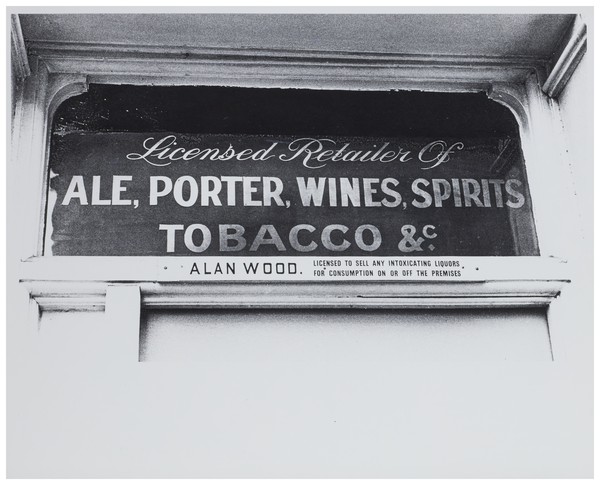 Licensed Retailer Of
ALE, PORTER, WINES, SPIRITS
TOBACCO &c.
ALAN WOOD.
LICENSED TO SELL ANY INTOXICATING LIQUORS
FOR CONSUMPTION ON OR OFF THE PREMISES